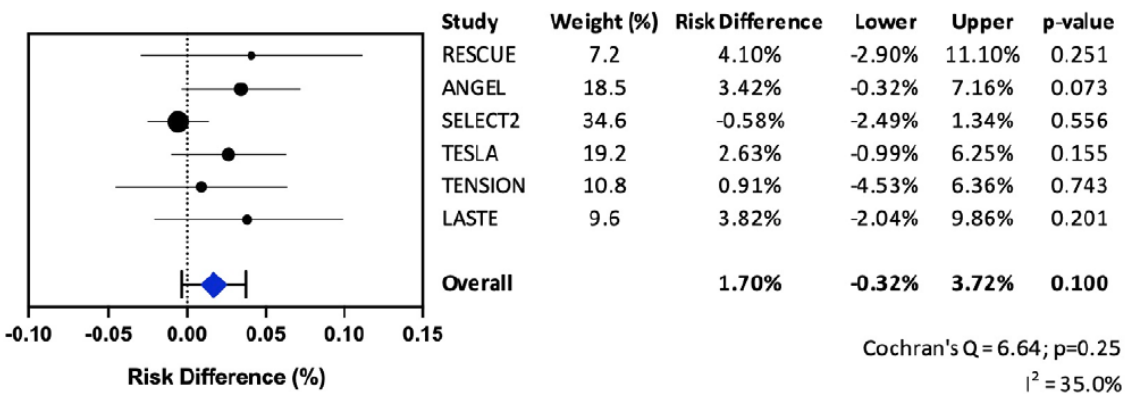 Study Weight (%) Risk Difference Lower Upper p-value
RESCUE 7.2 4.10% -2.90% 11.10% 0.251
ANGEL 18.5 3.42% -0.32% 7.16% 0.073
SELECT2 34.6 -0.58% -2.49% 1.34% 0.556
TESLA 19.2 2.63% -0.99% 6.25% 0.155
TENSION 10.8 0.91% -4.53% 6.36% 0.743
LASTE 9.6 3.82% -2.04% 9.86% 0.201
Overall 1.70% -0.32% 3.72% 0.100
-0.10 -0.05 0.00 0.05 0.10 0.15
Risk Difference (%)
Cochran's Q = 6.64; p=0.25
I² = 35.0%